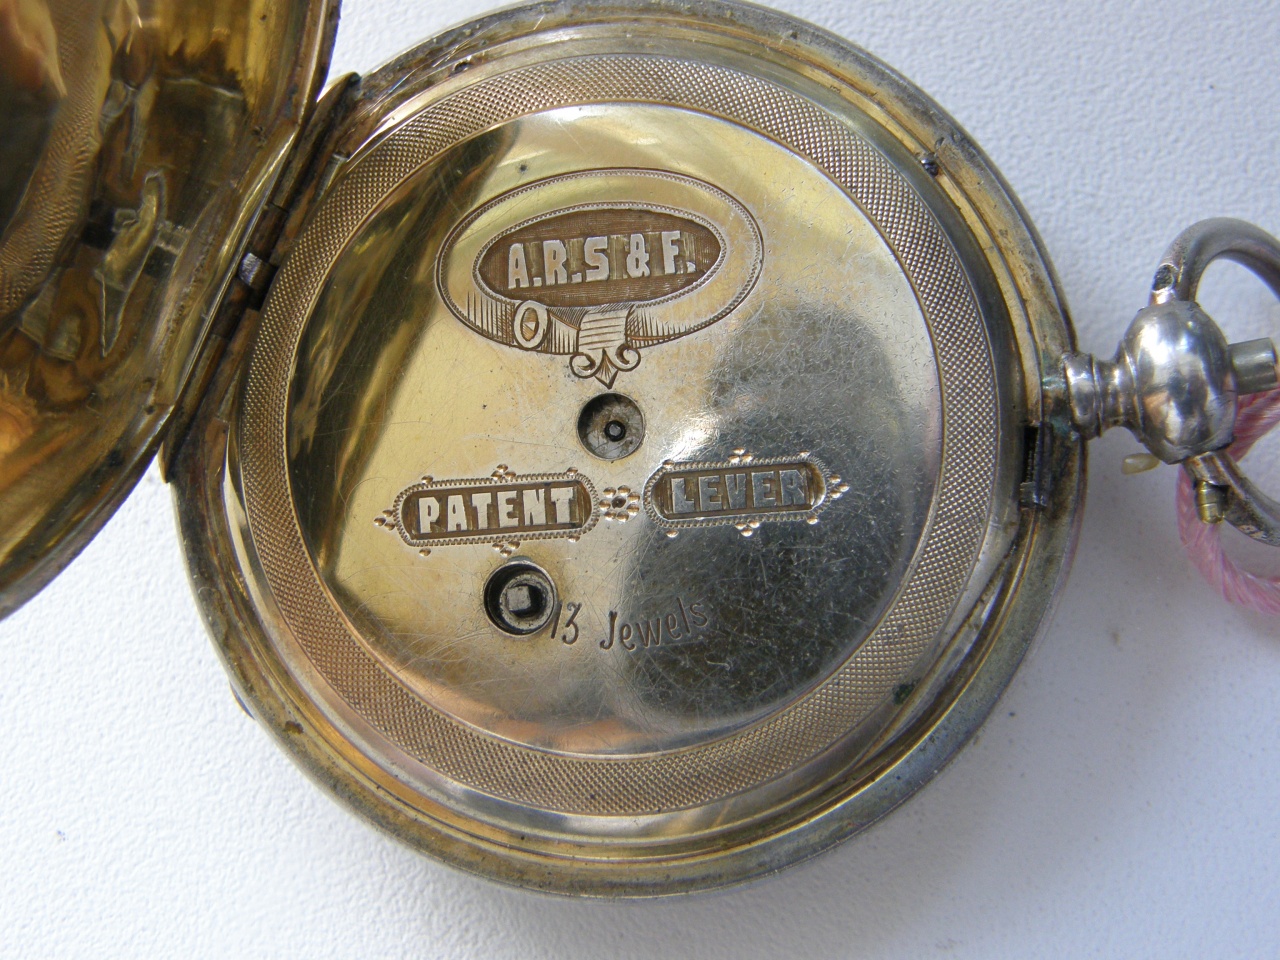 A.R.S & F.
PATENT LEVER
13 Jewels